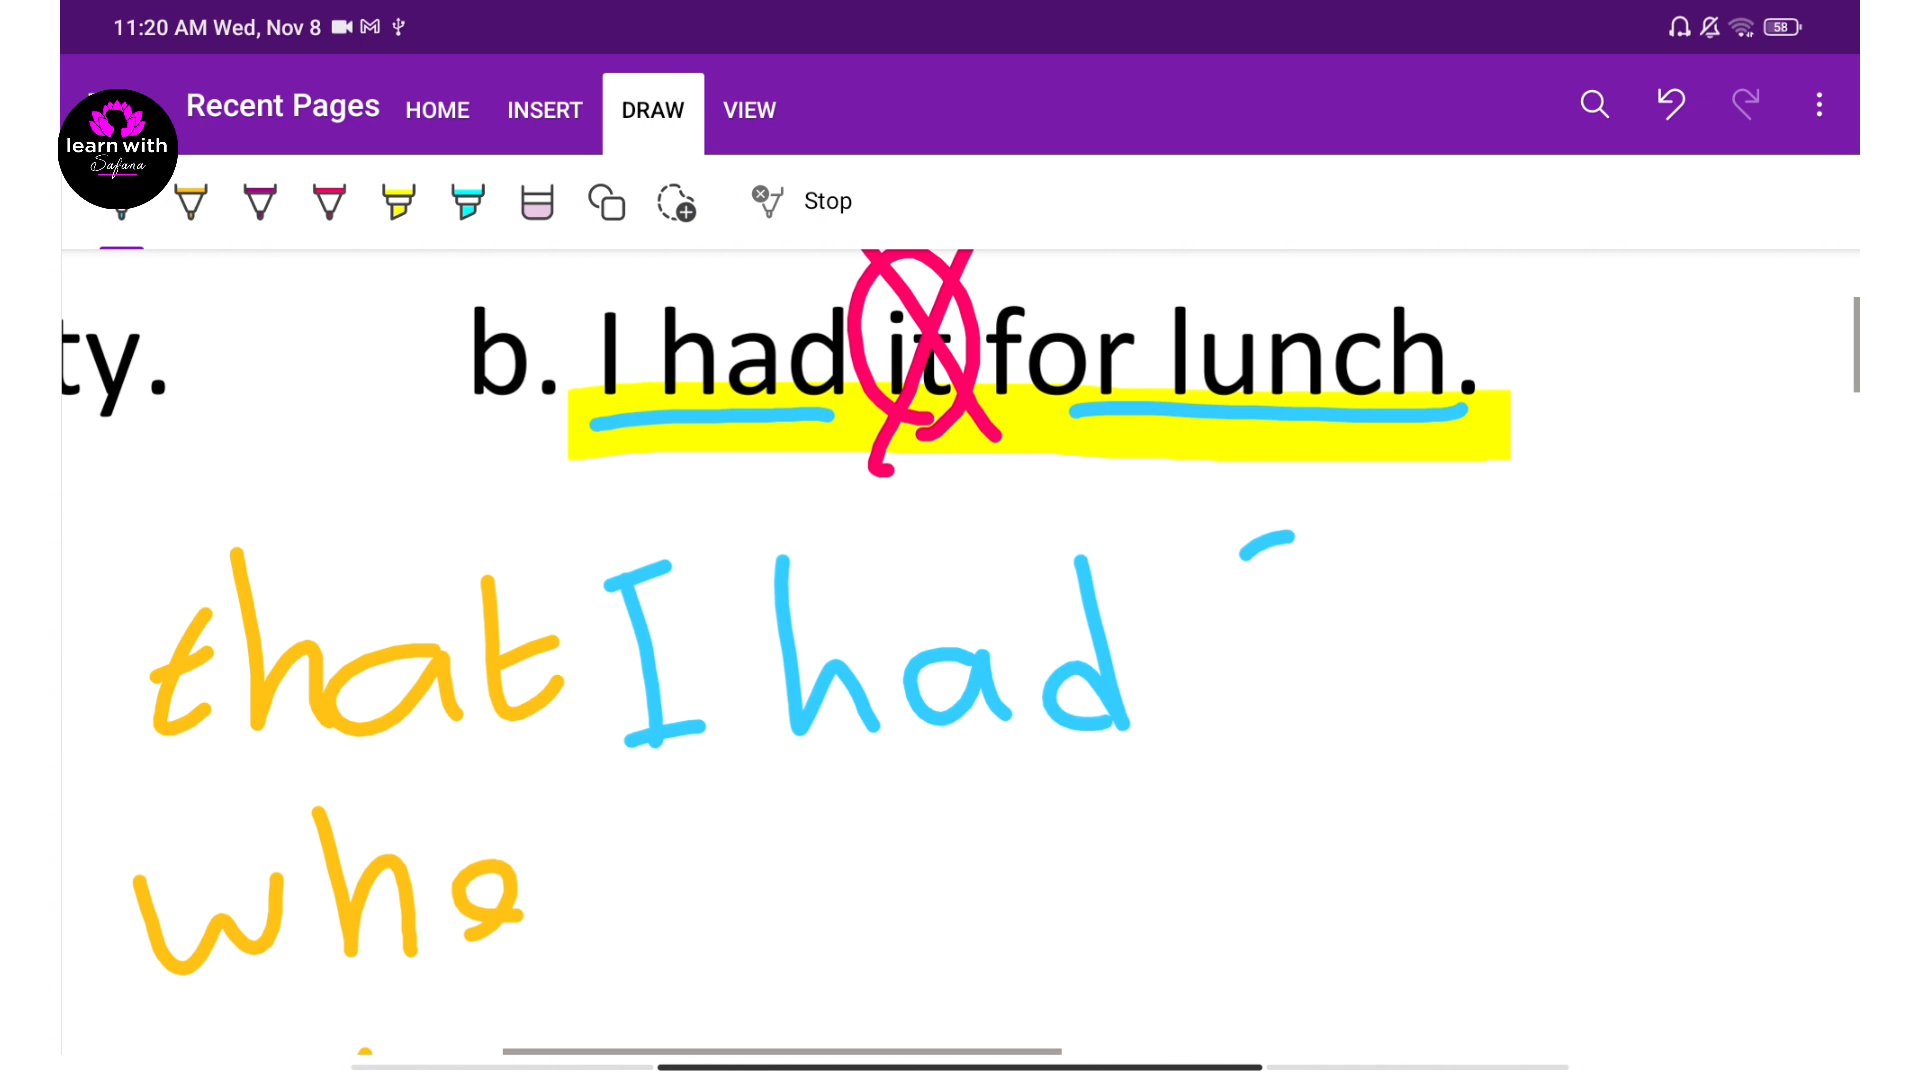 11:20 AM Wed, Nov 8
58
Recent Pages HOME INSERT DRAW VIEW
learn with
Safana
Stop
ty. b. I had it for lunch.
that I had
who